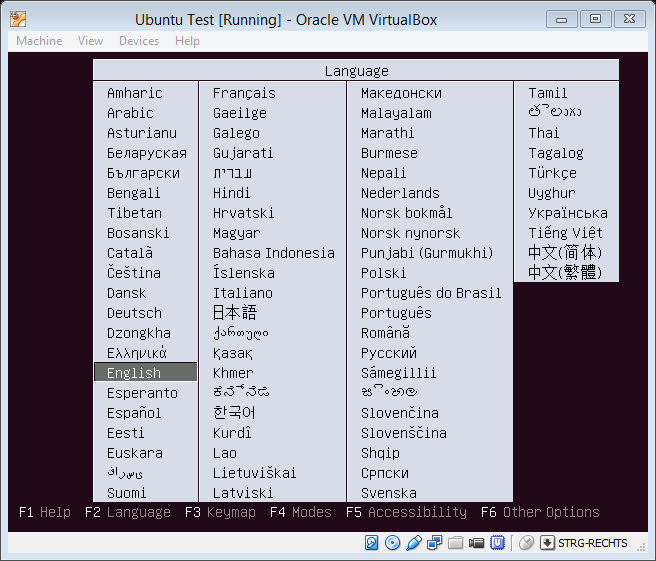 Ubuntu Test [Running] - Oracle VM VirtualBox
Machine View Devices Help
Language
Amharic
Arabic
Asturianu
Беларуская
Български
Bengali
Tibetan
Bosanski
Català
Čeština
Dansk
Deutsch
Dzongkha
Ελληνικά
English
Esperanto
Español
Eesti
Euskara
فارسی
Suomi
Français
Gaeilge
Galego
Gujarati
עברית
Hindi
Hrvatski
Magyar
Bahasa Indonesia
Íslenska
Italiano
日本語
ქართული
Қазақ
Khmer
ಕನ್ನಡ
한국어
Kurdî
Lao
Lietuviškai
Latviski
Македонски
Malayalam
Marathi
Burmese
Nepali
Nederlands
Norsk bokmål
Norsk nynorsk
Punjabi (Gurmukhi)
Polski
Português do Brasil
Português
Română
Русский
Sámegillii
සිංහල
Slovenčina
Slovenščina
Shqip
Српски
Svenska
Tamil
తెలుగు
Thai
Tagalog
Türkçe
Uyghur
Українська
Tiếng Việt
中文(简体)
中文(繁體)
F1 Help F2 Language F3 Keymap F4 Modes F5 Accessibility F6 Other Options
STRG-RECHTS